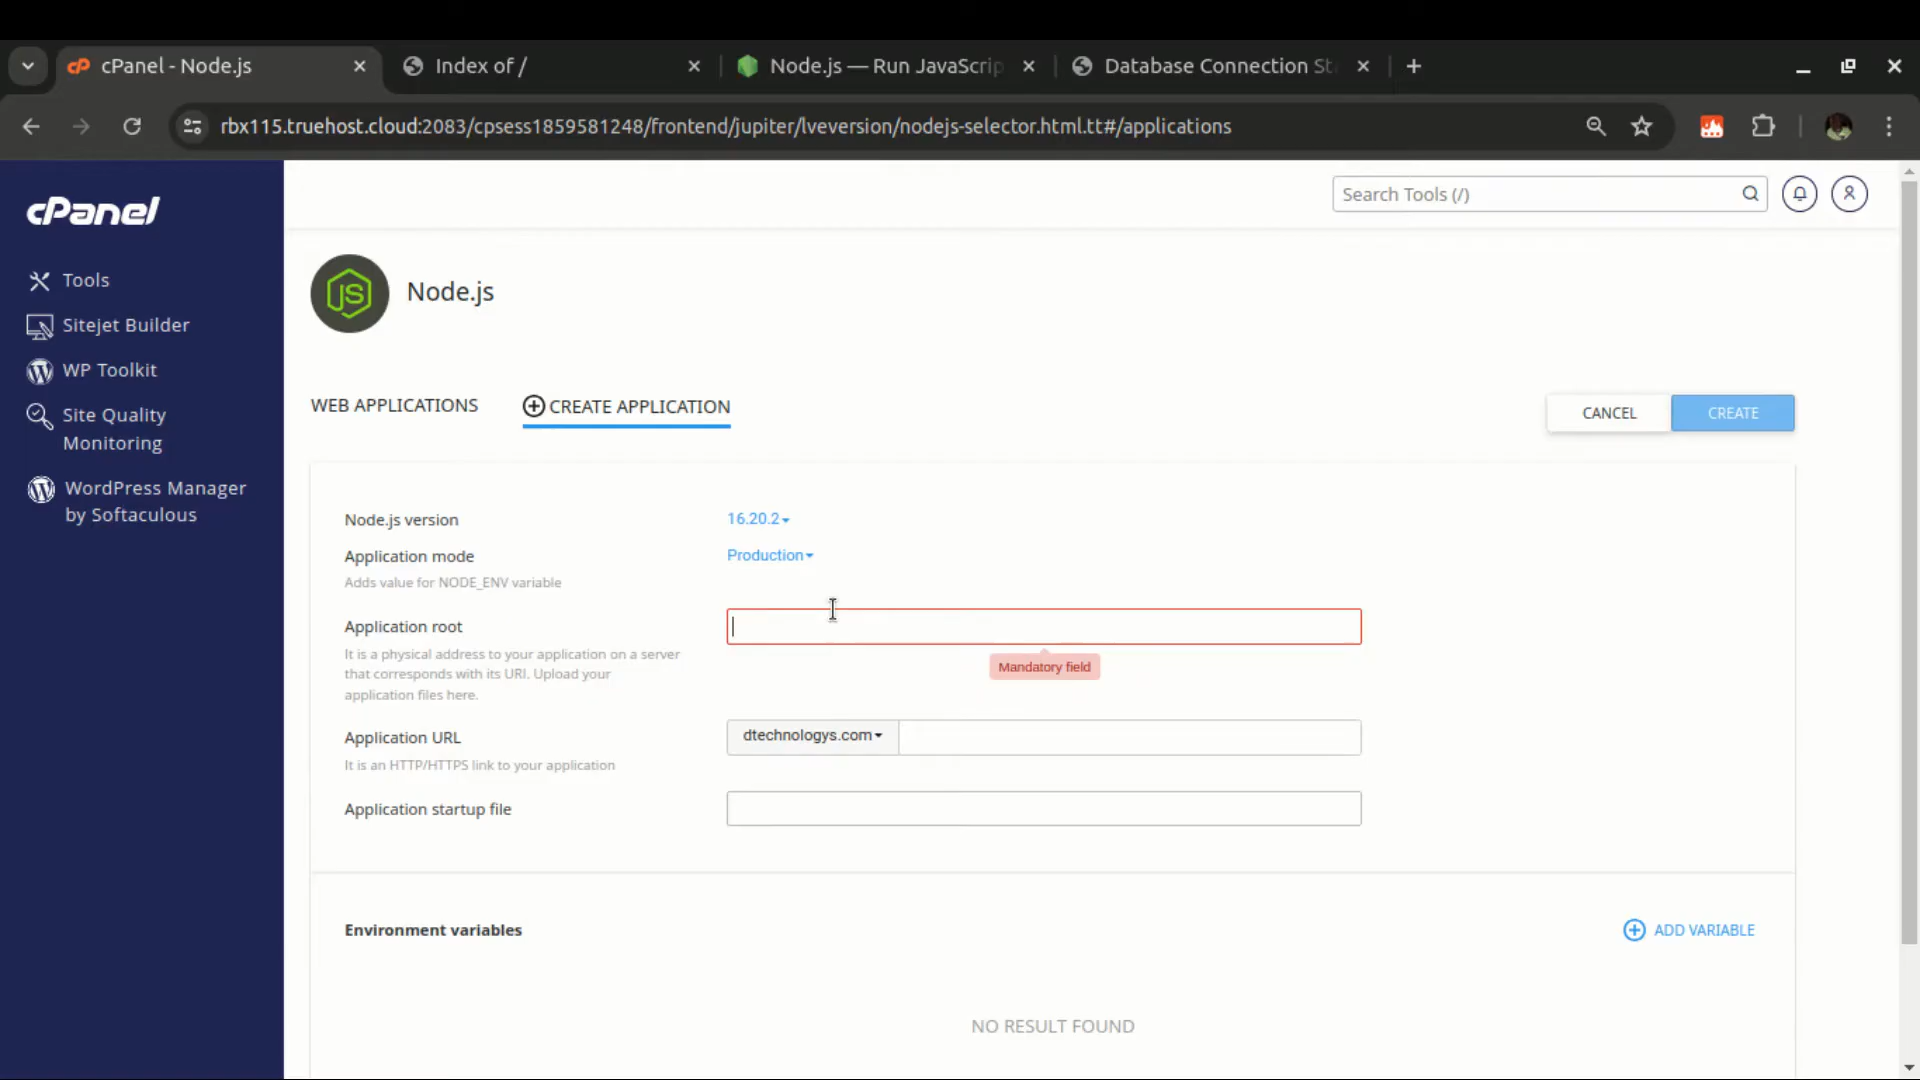 cPanel - Node.js
Index of /
Node.js — Run JavaScrip
Database Connection St
rbx115.truehost.cloud:2083/cpsess1859581248/frontend/jupiter/lveversion/nodejs-selector.html.tt#/applications
cPanel
Search Tools (/)
Tools
Sitejet Builder
WP Toolkit
Site Quality
Monitoring
WordPress Manager
by Softaculous
JS
Node.js
WEB APPLICATIONS
CREATE APPLICATION
CANCEL
CREATE
Node.js version
16.20.2
Application mode
Production
Adds value for NODE_ENV variable
Application root
It is a physical address to your application on a server
that corresponds with its URI. Upload your
application files here.
Mandatory field
Application URL
dtechnologys.com
It is an HTTP/HTTPS link to your application
Application startup file
Environment variables
ADD VARIABLE
NO RESULT FOUND